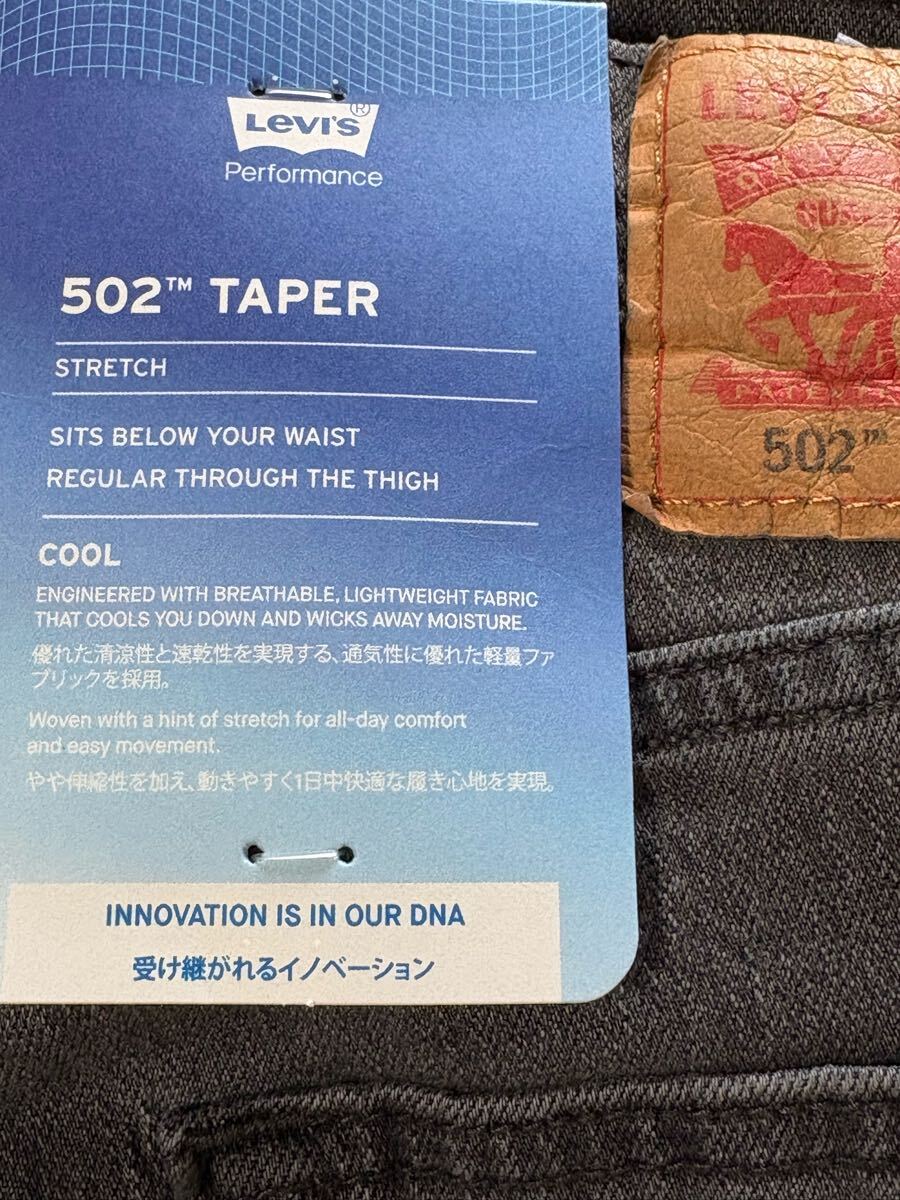 Levi's®
Performance
502™ TAPER
STRETCH
SITS BELOW YOUR WAIST
REGULAR THROUGH THE THIGH
COOL
ENGINEERED WITH BREATHABLE, LIGHTWEIGHT FABRIC
THAT COOLS YOU DOWN AND WICKS AWAY MOISTURE.
優れた清涼性と速乾性を実現する、通気性に優れた軽量ファ
ブリックを採用。
Woven with a hint of stretch for all-day comfort
and easy movement.
やや伸縮性を加え、動きやすく1日中快適な履き心地を実現。
INNOVATION IS IN OUR DNA
受け継がれるイノベーション
502™